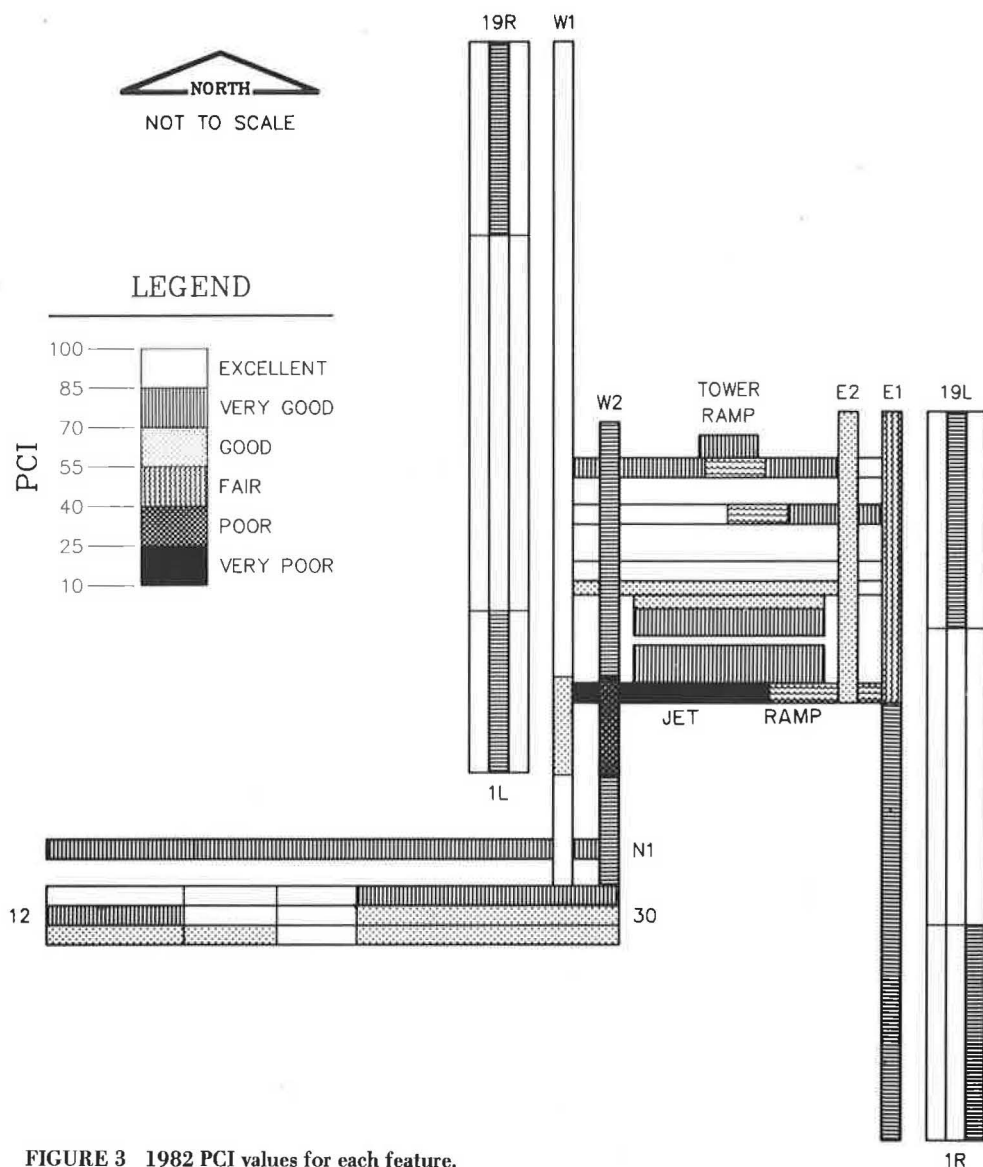 19R W1
NORTH
NOT TO SCALE
LEGEND
PCI
100
EXCELLENT
85
VERY GOOD
70
GOOD
55
FAIR
40
POOR
25
VERY POOR
10
W2
TOWER
RAMP
E2 E1 19L
JET RAMP
1L
N1
12
30
1R
FIGURE 3 1982 PCI values for each feature.